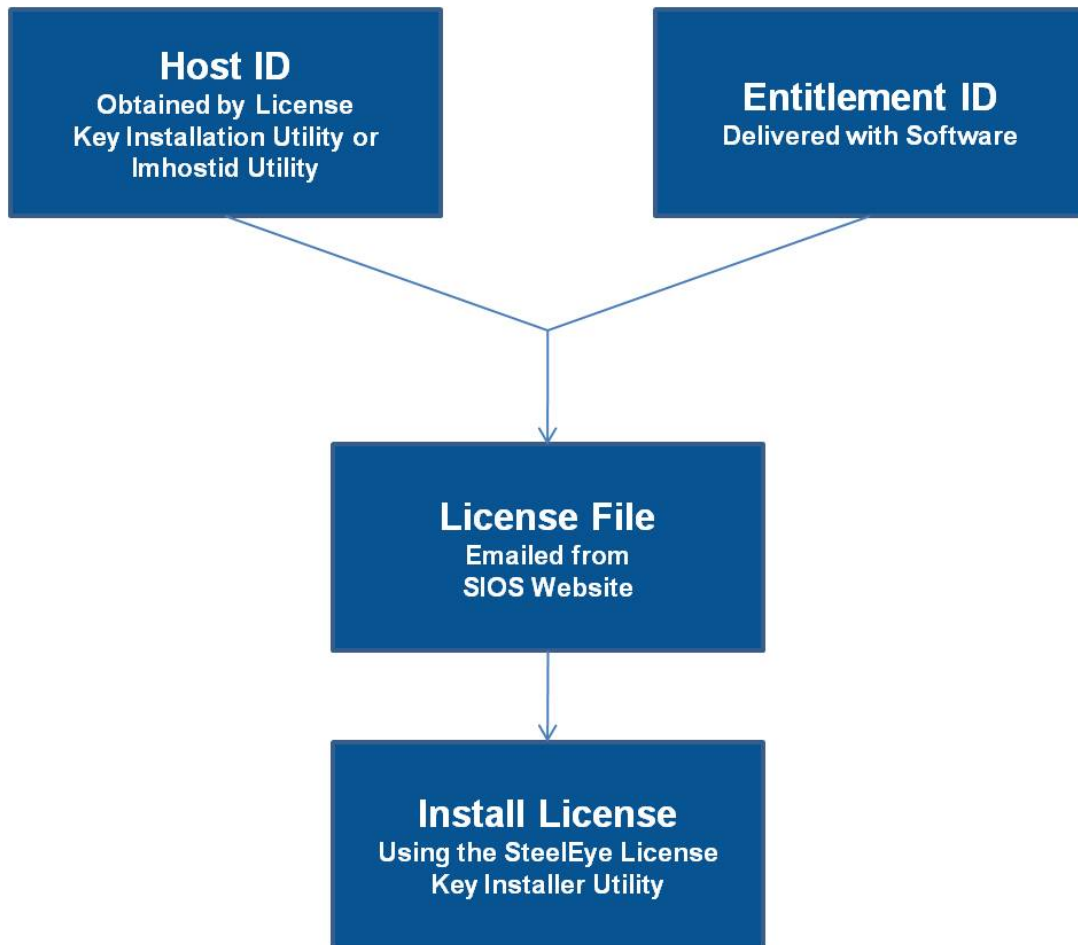 Host ID
Obtained by License
Key Installation Utility or
lmhostid Utility
Entitlement ID
Delivered with Software
License File
Emailed from
SIOS Website
Install License
Using the SteelEye License
Key Installer Utility